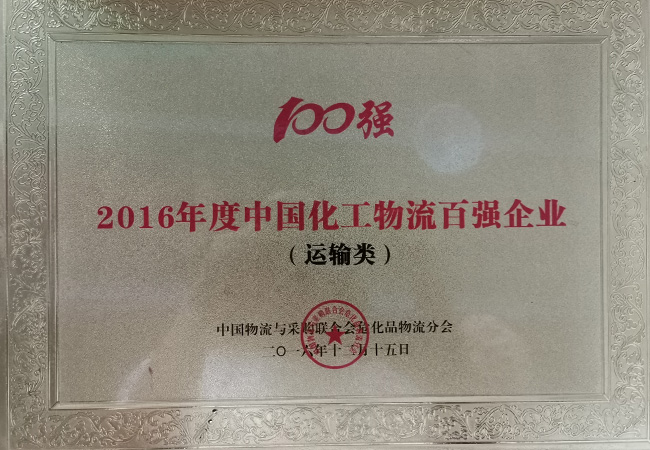 100强
2016年度中国化工物流百强企业
（运输类）
中国物流与采购联合会危化品物流分会
二〇一六年十二月十五日